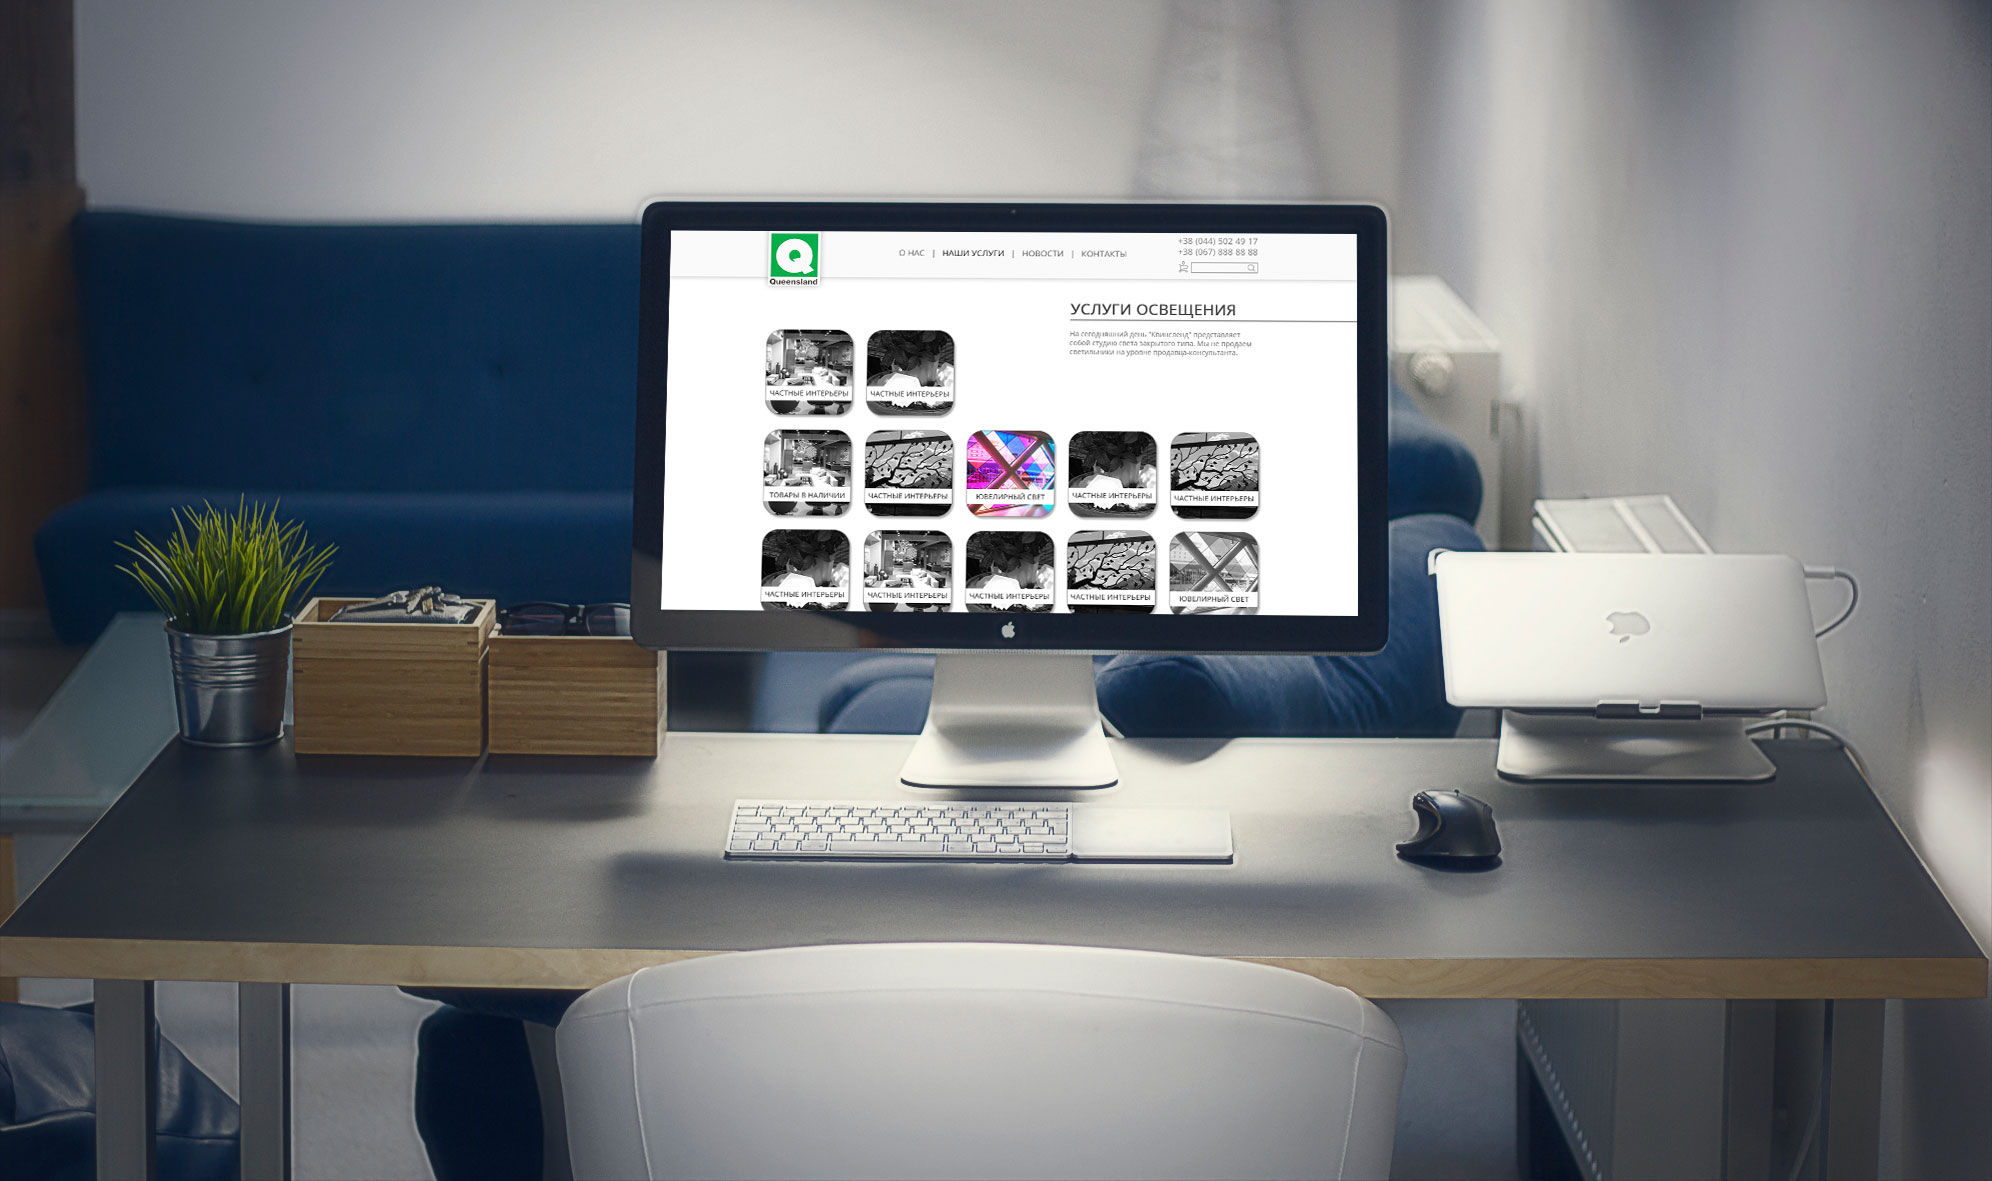 Queensland
О НАС | НАШИ УСЛУГИ | НОВОСТИ | КОНТАКТЫ
+38 (044) 502 49 17
+38 (067) 888 88 88
УСЛУГИ ОСВЕЩЕНИЯ
На сегодняшний день "Квинсленд" представляет
собой студию света закрытого типа. Мы не продаем
светильники на уровне продавца-консультанта.
ЧАСТНЫЕ ИНТЕРЬЕРЫ
ЧАСТНЫЕ ИНТЕРЬЕРЫ
ТОВАРЫ В НАЛИЧИИ
ЧАСТНЫЕ ИНТЕРЬЕРЫ
ЮВЕЛИРНЫЙ СВЕТ
ЧАСТНЫЕ ИНТЕРЬЕРЫ
ЧАСТНЫЕ ИНТЕРЬЕРЫ
ЧАСТНЫЕ ИНТЕРЬЕРЫ
ЧАСТНЫЕ ИНТЕРЬЕРЫ
ЧАСТНЫЕ ИНТЕРЬЕРЫ
ЧАСТНЫЕ ИНТЕРЬЕРЫ
ЮВЕЛИРНЫЙ СВЕТ